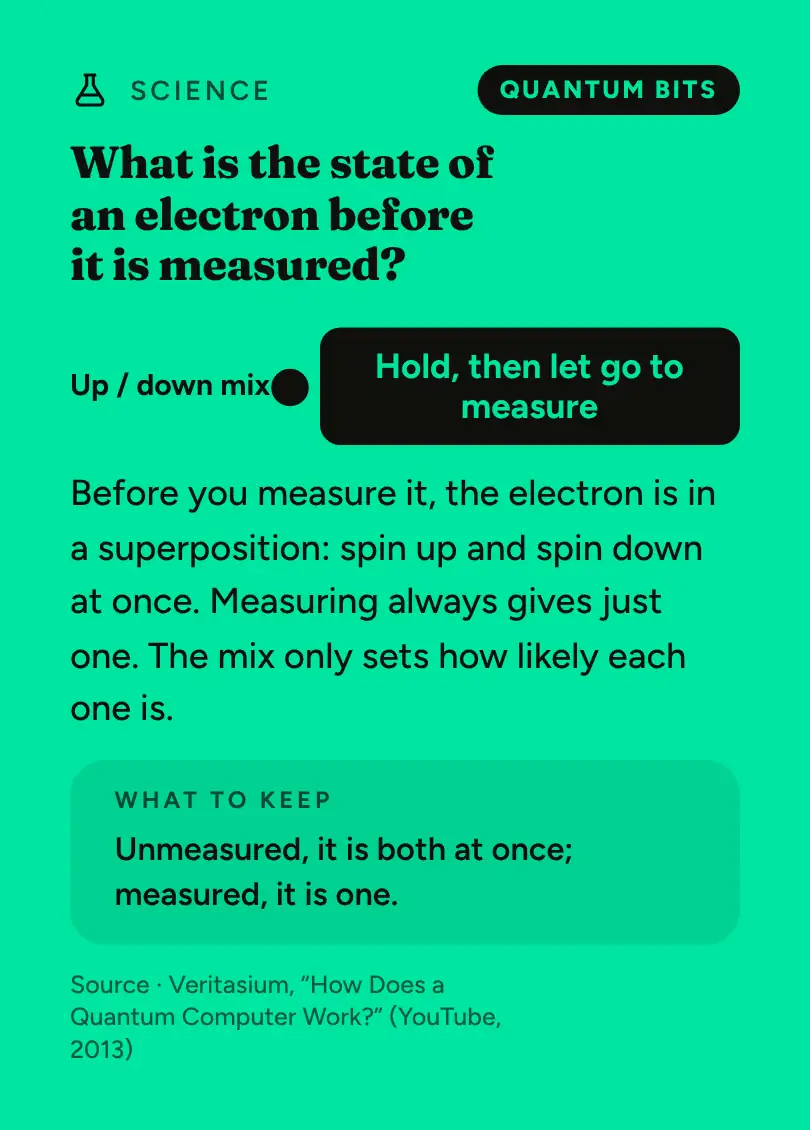 SCIENCE
QUANTUM BITS
What is the state of
an electron before
it is measured?
Up / down mix
Hold, then let go to
measure
Before you measure it, the electron is in
a superposition: spin up and spin down
at once. Measuring always gives just
one. The mix only sets how likely each
one is.
WHAT TO KEEP
Unmeasured, it is both at once;
measured, it is one.
Source · Veritasium, “How Does a
Quantum Computer Work?” (YouTube,
2013)